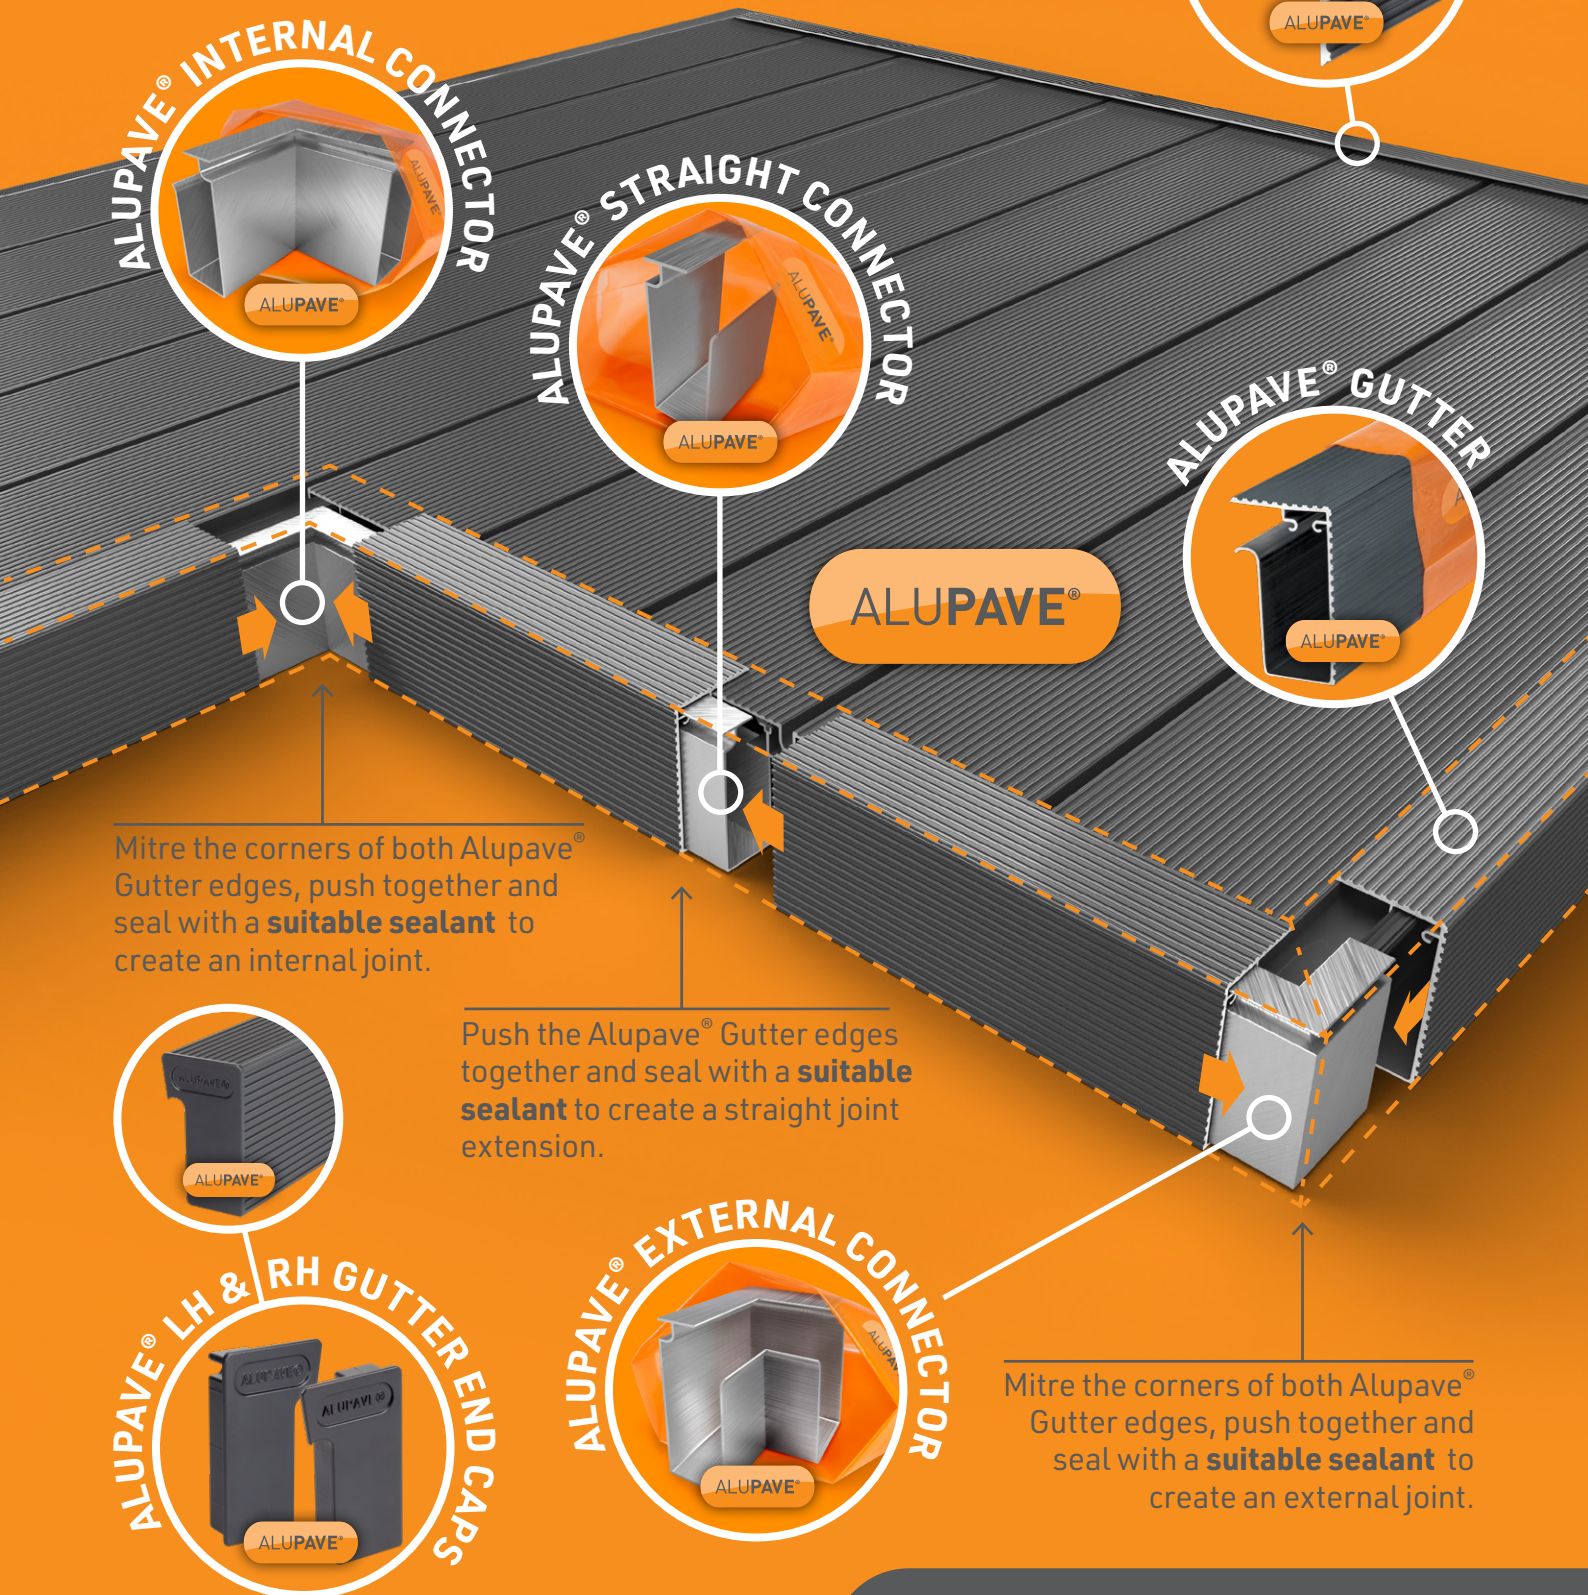 ALUPAVE®
ALUPAVE® INTERNAL CONNECTOR
ALUPAVE®
ALUPAVE®
ALUPAVE® STRAIGHT CONNECTOR
ALUPAVE®
ALUPAVE®
ALUPAVE® GUTTER
ALUPAVE®
ALUPAVE®
Mitre the corners of both Alupave®
Gutter edges, push together and
seal with a suitable sealant to
create an internal joint.
Push the Alupave® Gutter edges
together and seal with a suitable
sealant to create a straight joint
extension.
ALUPAVE®
ALUPAVE®
ALUPAVE® LH & RH GUTTER END CAPS
ALUPAVE®
ALUPAVE®
ALUPAVE®
ALUPAVE® EXTERNAL CONNECTOR
ALUPAVE®
Mitre the corners of both Alupave®
Gutter edges, push together and
seal with a suitable sealant to
create an external joint.